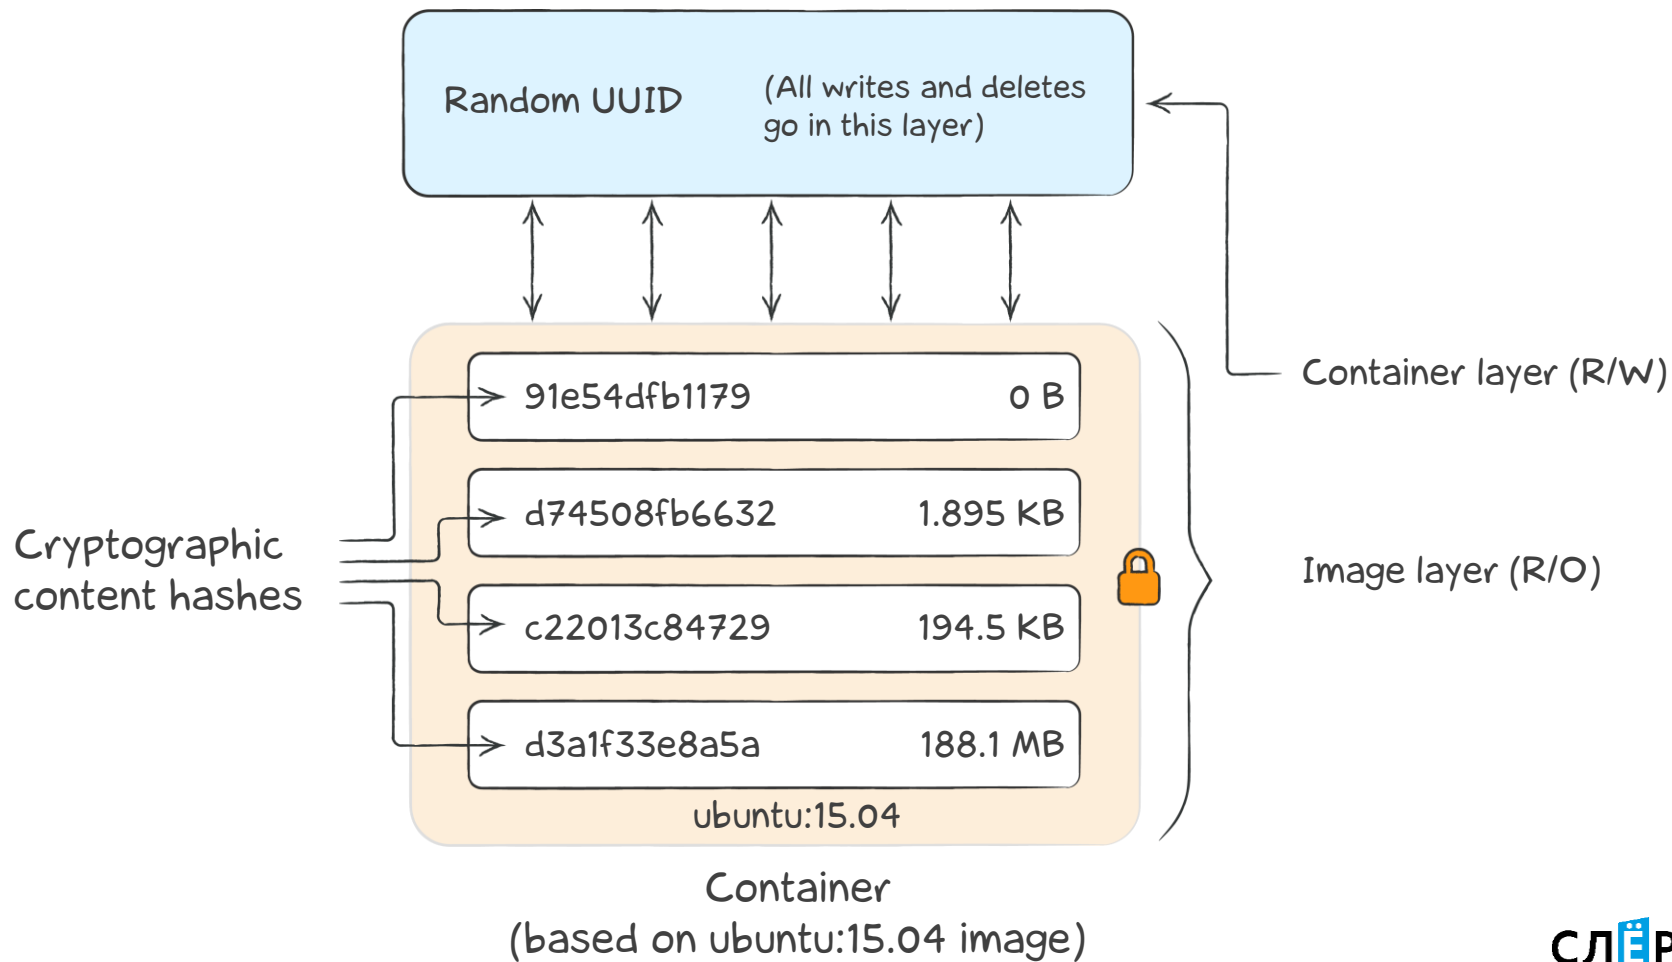 Random UUID
(All writes and deletes
go in this layer)
91e54dfb1179 0 B
d74508fb6632 1.895 KB
c22013c84729 194.5 KB
d3a1f33e8a5a 188.1 MB
ubuntu:15.04
Cryptographic
content hashes
Container layer (R/W)
Image layer (R/O)
Container
(based on ubuntu:15.04 image)
СЛЁР